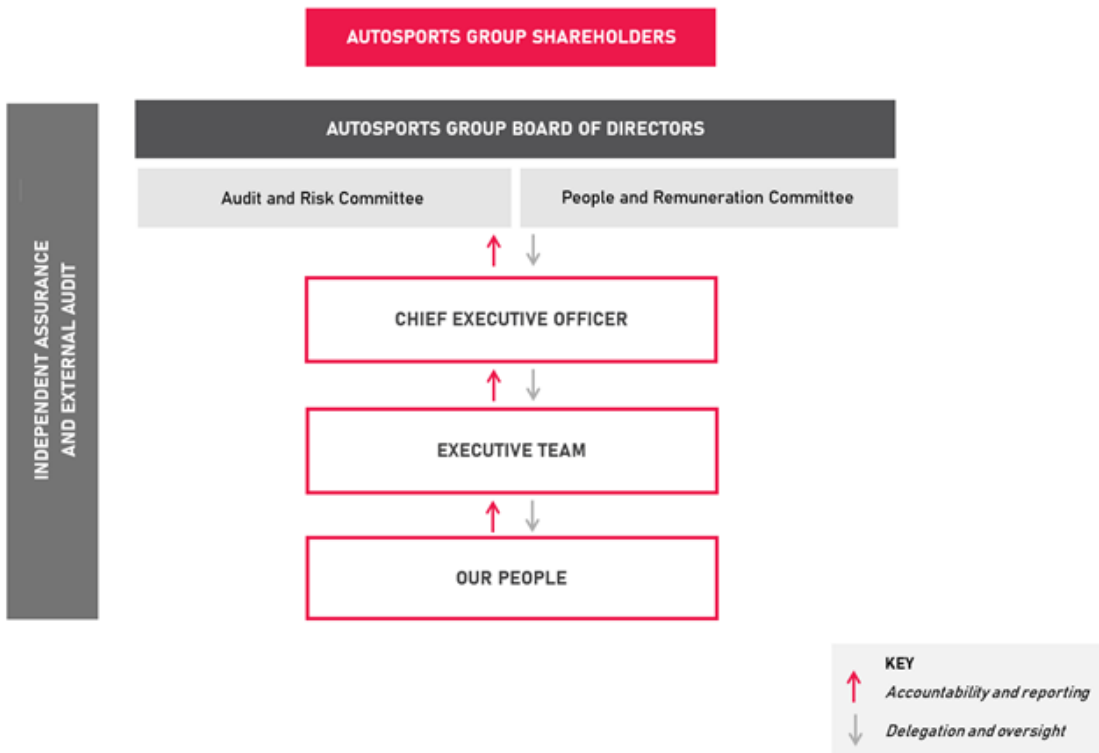 AUTOSPORTS GROUP SHAREHOLDERS
AUTOSPORTS GROUP BOARD OF DIRECTORS
Audit and Risk Committee
People and Remuneration Committee
INDEPENDENT ASSURANCE
AND EXTERNAL AUDIT
CHIEF EXECUTIVE OFFICER
EXECUTIVE TEAM
OUR PEOPLE
KEY
Accountability and reporting
Delegation and oversight